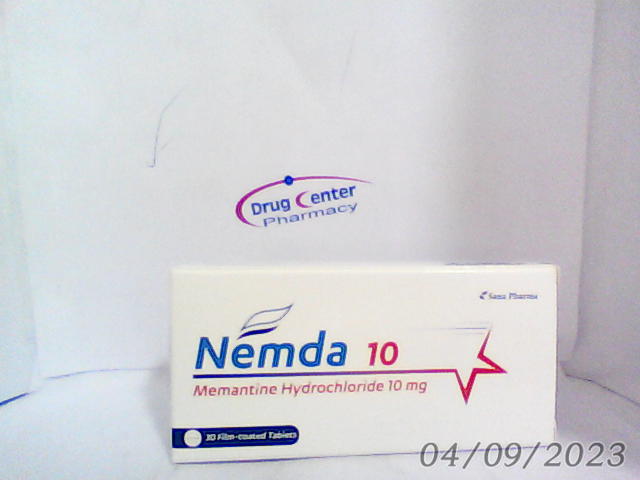 Drug Center
Pharmacy
Sana Pharma
Nemda 10
Memantine Hydrochloride 10 mg
30 Film-coated Tablets
04/09/2023